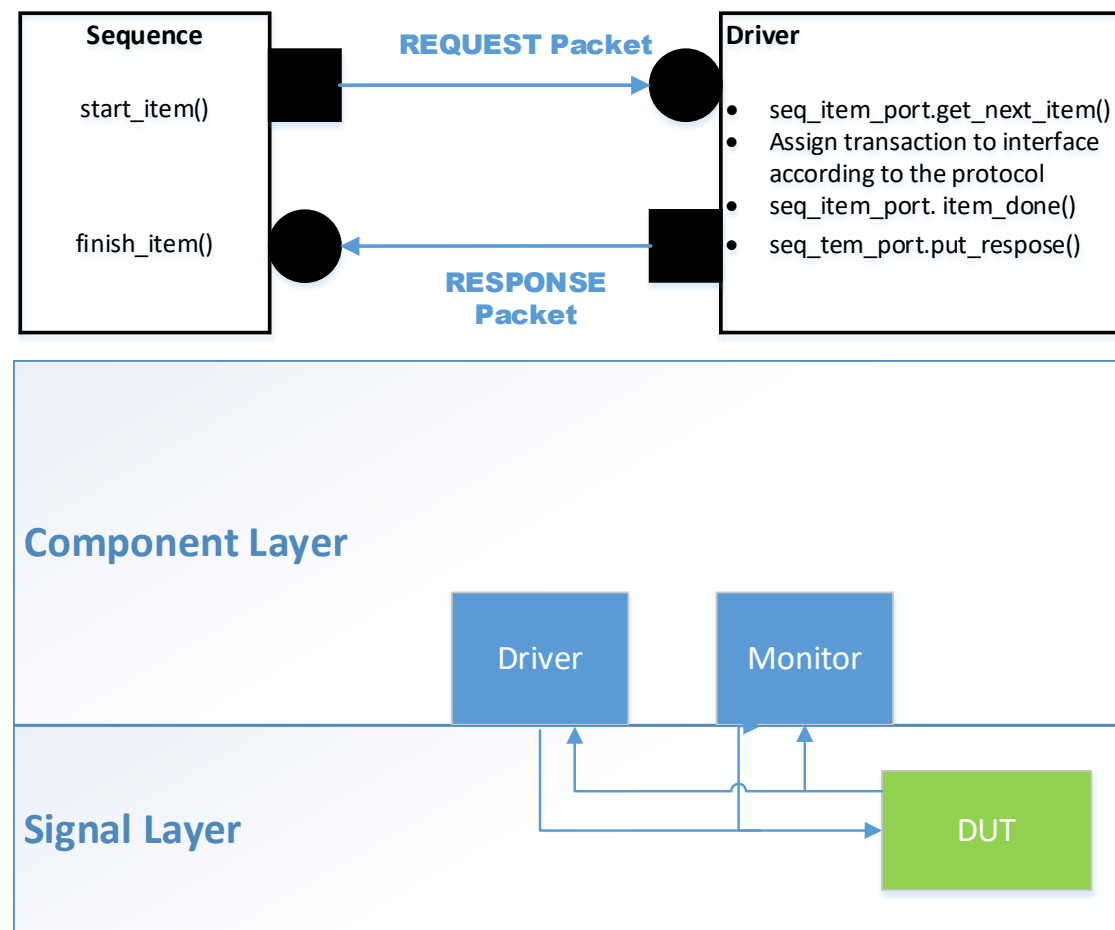 Sequence
start_item()
finish_item()
REQUEST Packet
RESPONSE
Packet
Driver
• seq_item_port.get_next_item()
• Assign transaction to interface
according to the protocol
• seq_item_port. item_done()
• seq_tem_port.put_respose()
Component Layer
Driver
Monitor
Signal Layer
DUT